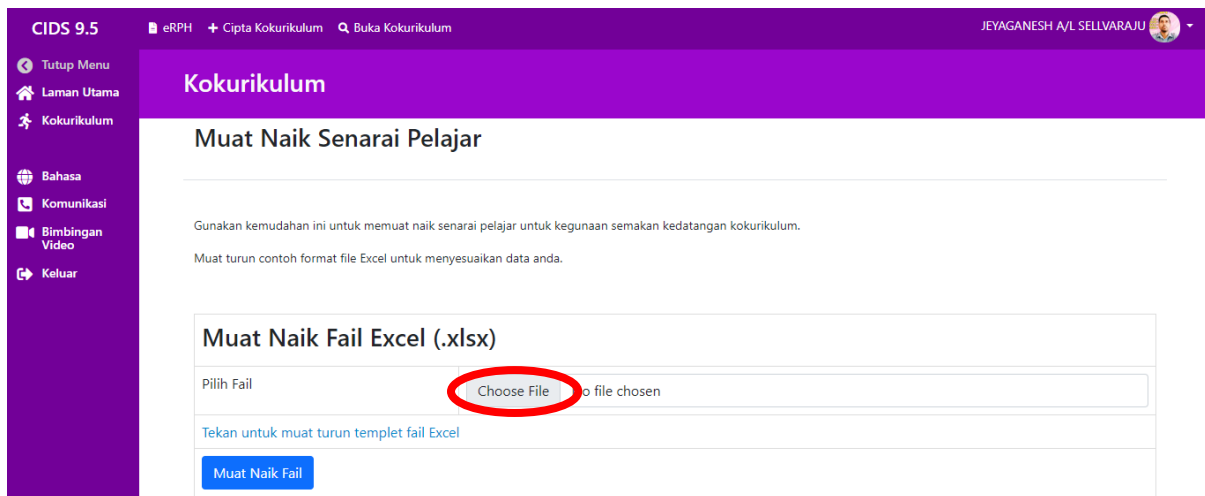 CIDS 9.5
eRPH + Cipta Kokurikulum Buka Kokurikulum
JEYAGANESH A/L SELLVARAJU
Tutup Menu
Laman Utama
Kokurikulum
Bahasa
Komunikasi
Bimbingan
Video
Keluar
Kokurikulum
Muat Naik Senarai Pelajar
Gunakan kemudahan ini untuk memuat naik senarai pelajar untuk kegunaan semakan kedatangan kokurikulum.
Muat turun contoh format file Excel untuk menyesuaikan data anda.
Muat Naik Fail Excel (.xlsx)
Pilih Fail
Choose File
o file chosen
Tekan untuk muat turun templet fail Excel
Muat Naik Fail